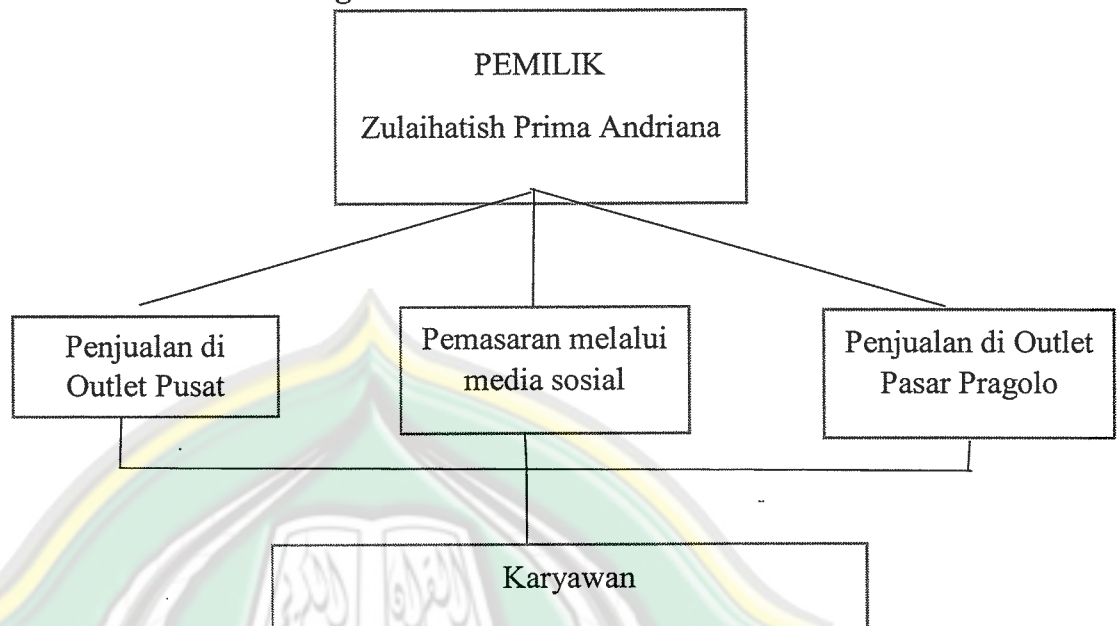 PEMILIK
Zulaihatish Prima Andriana
Penjualan di
Outlet Pusat
Pemasaran melalui
media sosial
Penjualan di Outlet
Pasar Pragolo
Karyawan